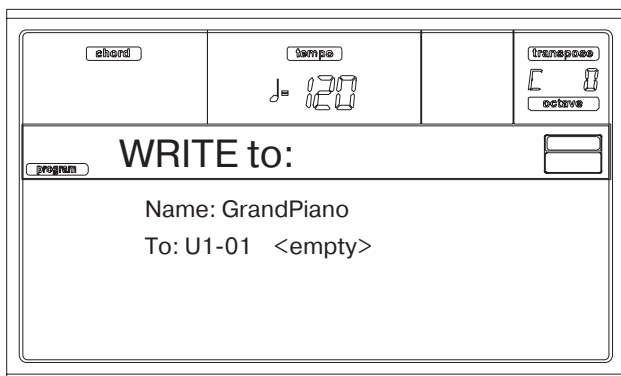 chord
tempo
transpose
♩= 120
C 0
octave
program
WRITE to:
Name: GrandPiano
To: U1-01 <empty>